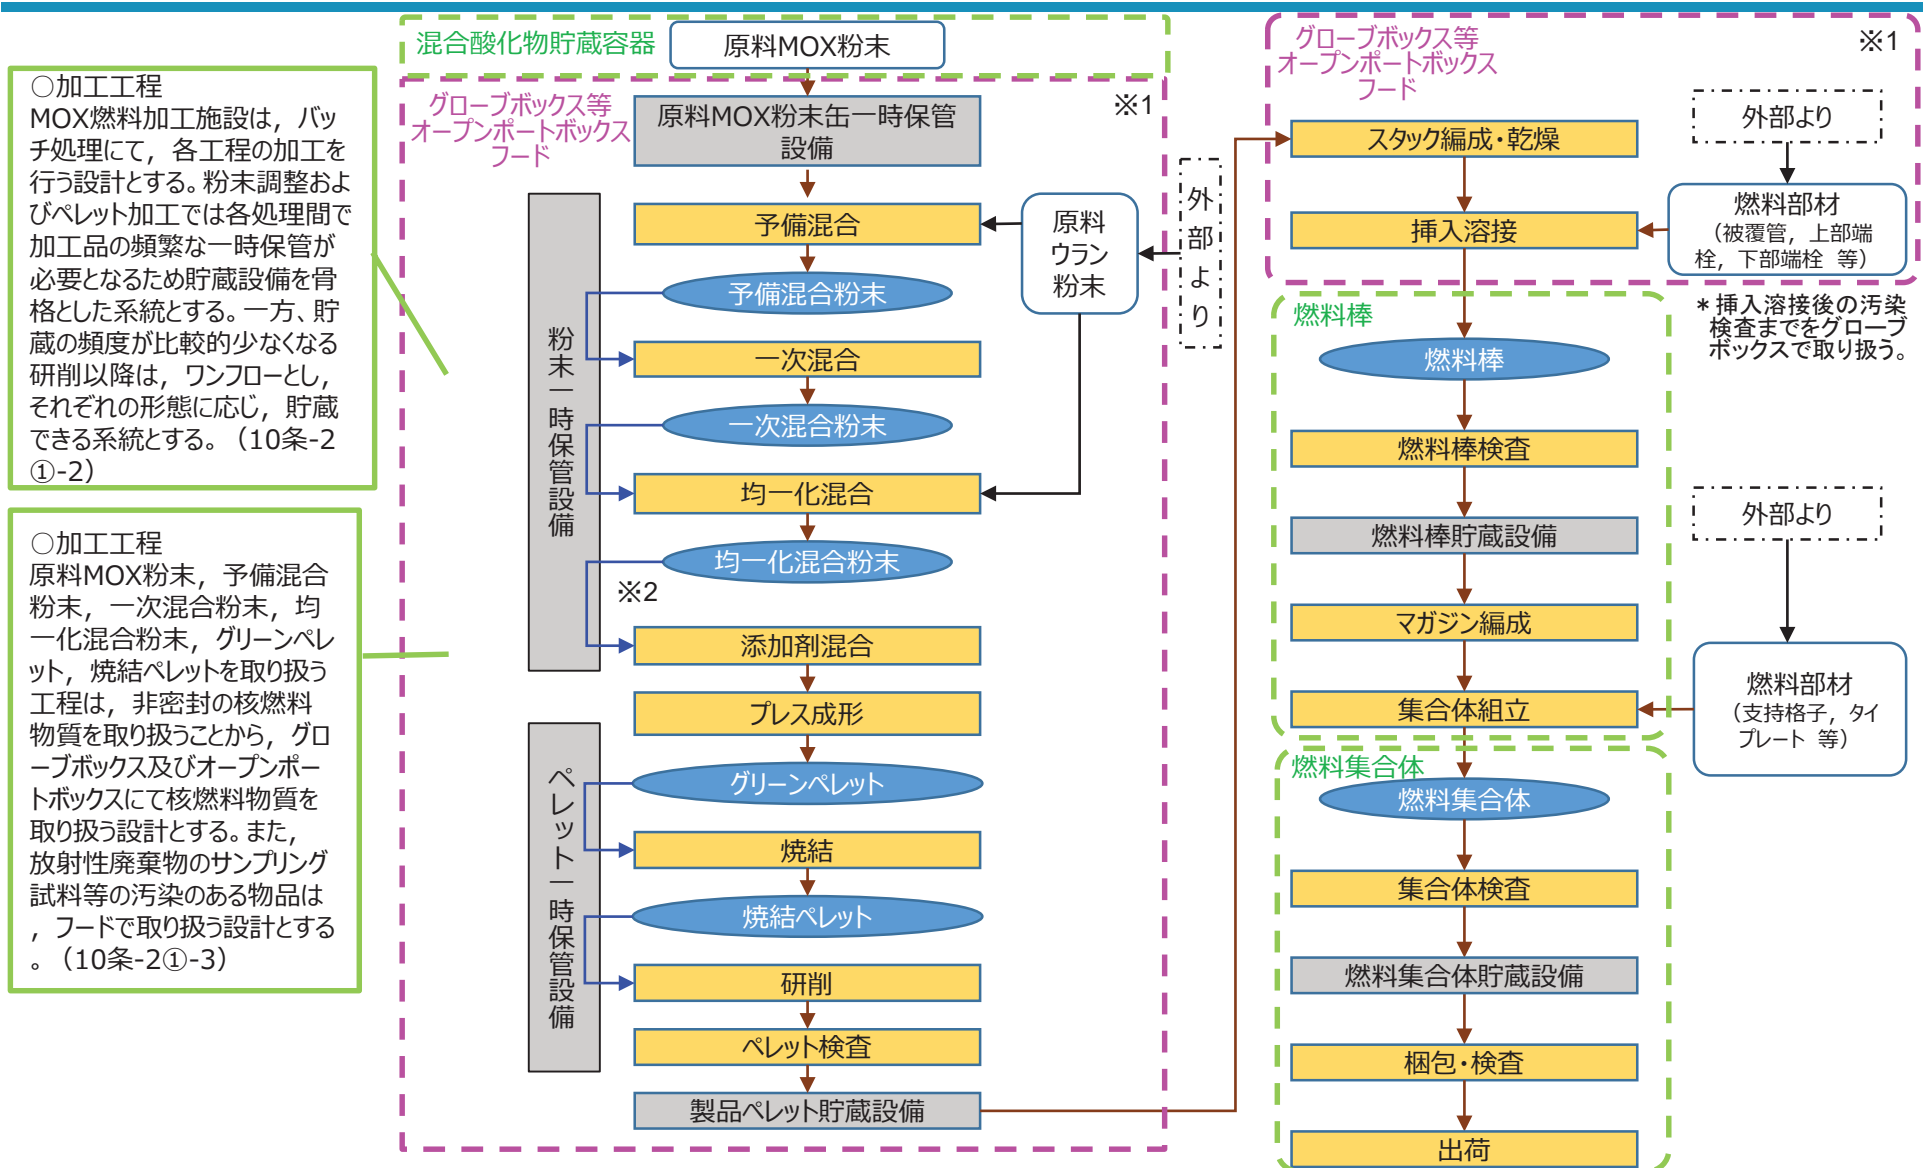 ○加工工程
MOX燃料加工施設は，バッ
チ処理にて，各工程の加工を
行う設計とする。粉末調整およ
びペレット加工では各処理間で
加工品の頻繁な一時保管が
必要となるため貯蔵設備を骨
格とした系統とする。一方、貯
蔵の頻度が比較的少なくなる
研削以降は，ワンフローとし，
それぞれの形態に応じ，貯蔵
できる系統とする。（10条-2
①-2）
○加工工程
原料MOX粉末，予備混合
粉末，一次混合粉末，均
一化混合粉末，グリーンペレ
ット，焼結ペレットを取り扱う
工程は，非密封の核燃料
物質を取り扱うことから，グロ
ーブボックス及びオープンポー
トボックスにて核燃料物質を
取り扱う設計とする。また，
放射性廃棄物のサンプリング
試料等の汚染のある物品は
，フードで取り扱う設計とする
。（10条-2①-3）
混合酸化物貯蔵容器
原料MOX粉末
グローブボックス等
オープンポートボックス
フード
※1
原料MOX粉末缶一時保管
設備
粉末一時保管設備
予備混合
原料
ウラン
粉末
外部より
予備混合粉末
一次混合
一次混合粉末
均一化混合
均一化混合粉末
※2
添加剤混合
プレス成形
ペレット一時保管設備
グリーンペレット
焼結
焼結ペレット
研削
ペレット検査
製品ペレット貯蔵設備
グローブボックス等
オープンポートボックス
フード
※1
スタック編成・乾燥
外部より
挿入溶接
燃料部材
（被覆管，上部端
栓，下部端栓 等）
＊挿入溶接後の汚染
検査までをグローブ
ボックスで取り扱う。
燃料棒
燃料棒
燃料棒検査
燃料棒貯蔵設備
外部より
マガジン編成
集合体組立
燃料部材
（支持格子，タイ
プレート 等）
燃料集合体
燃料集合体
集合体検査
燃料集合体貯蔵設備
梱包・検査
出荷